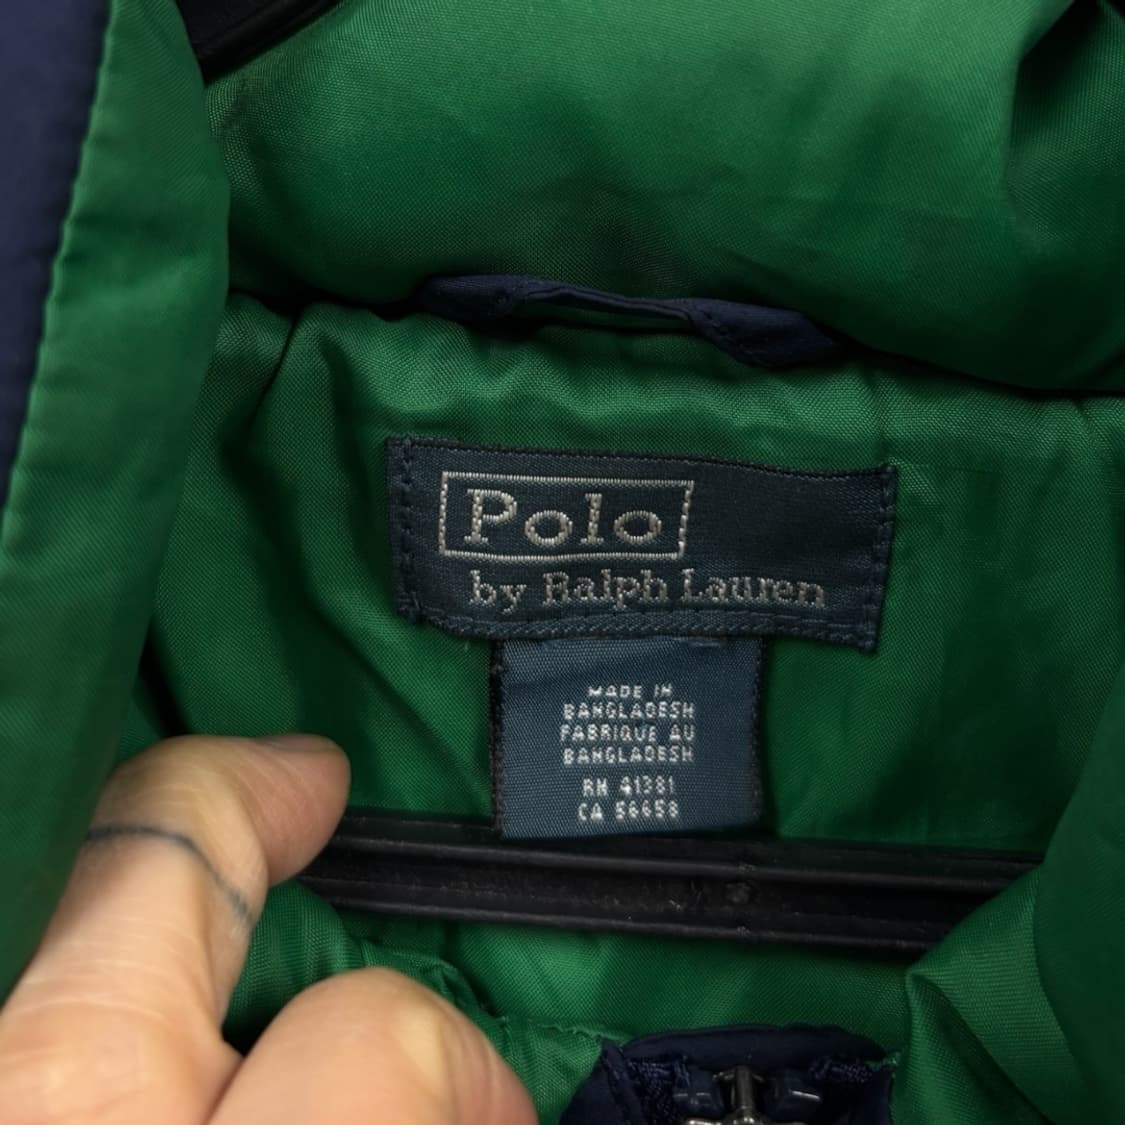 Polo
by Ralph Lauren
MADE IN
BANGLADESH
FABRIQUE AU
BANGLADESH
RN 41381
CA 56658